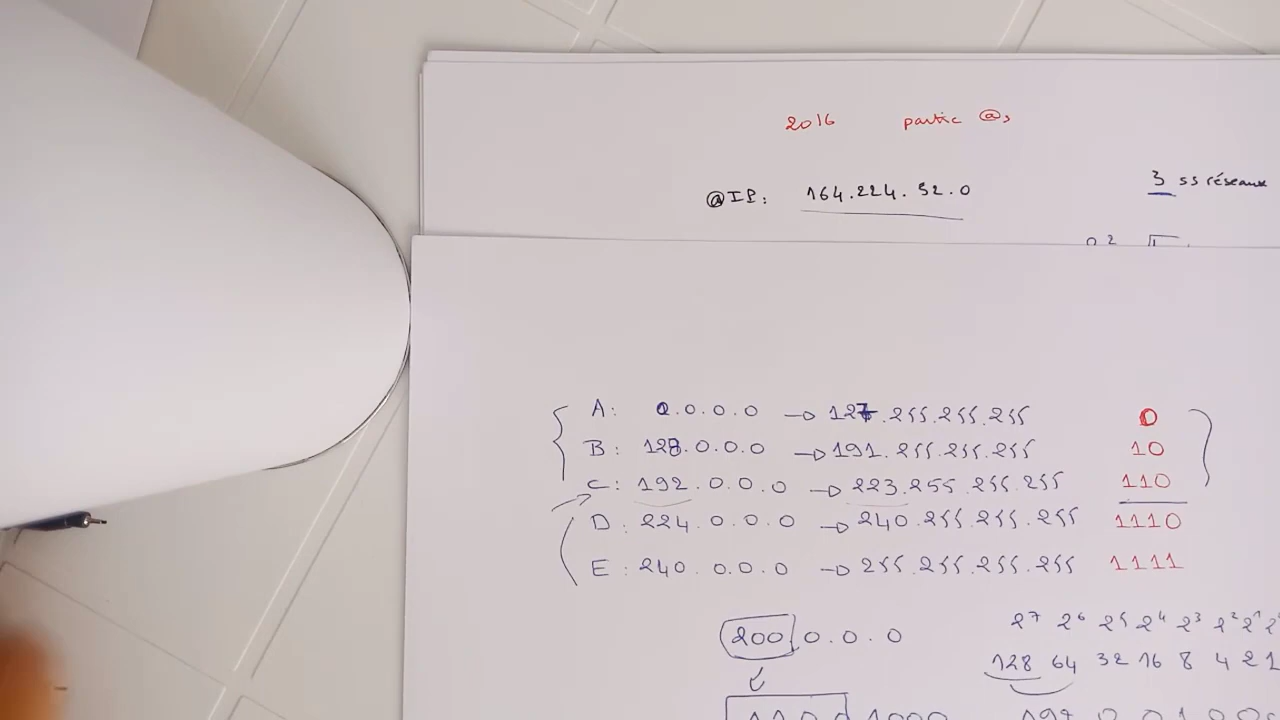 2016 partie @s
@IP: 164.224.32.0 3 ss réseaux
A: 0.0.0.0 → 127.255.255.255 0
B: 128.0.0.0 → 191.255.255.255 10
C: 192.0.0.0 → 223.255.255.255 110
D: 224.0.0.0 → 240.255.255.255 1110
E: 240.0.0.0 → 255.255.255.255 1111
200.0.0.0 2⁷ 2⁶ 2⁵ 2⁴ 2³ 2² 2¹
128 64 32 16 8 4 2 1